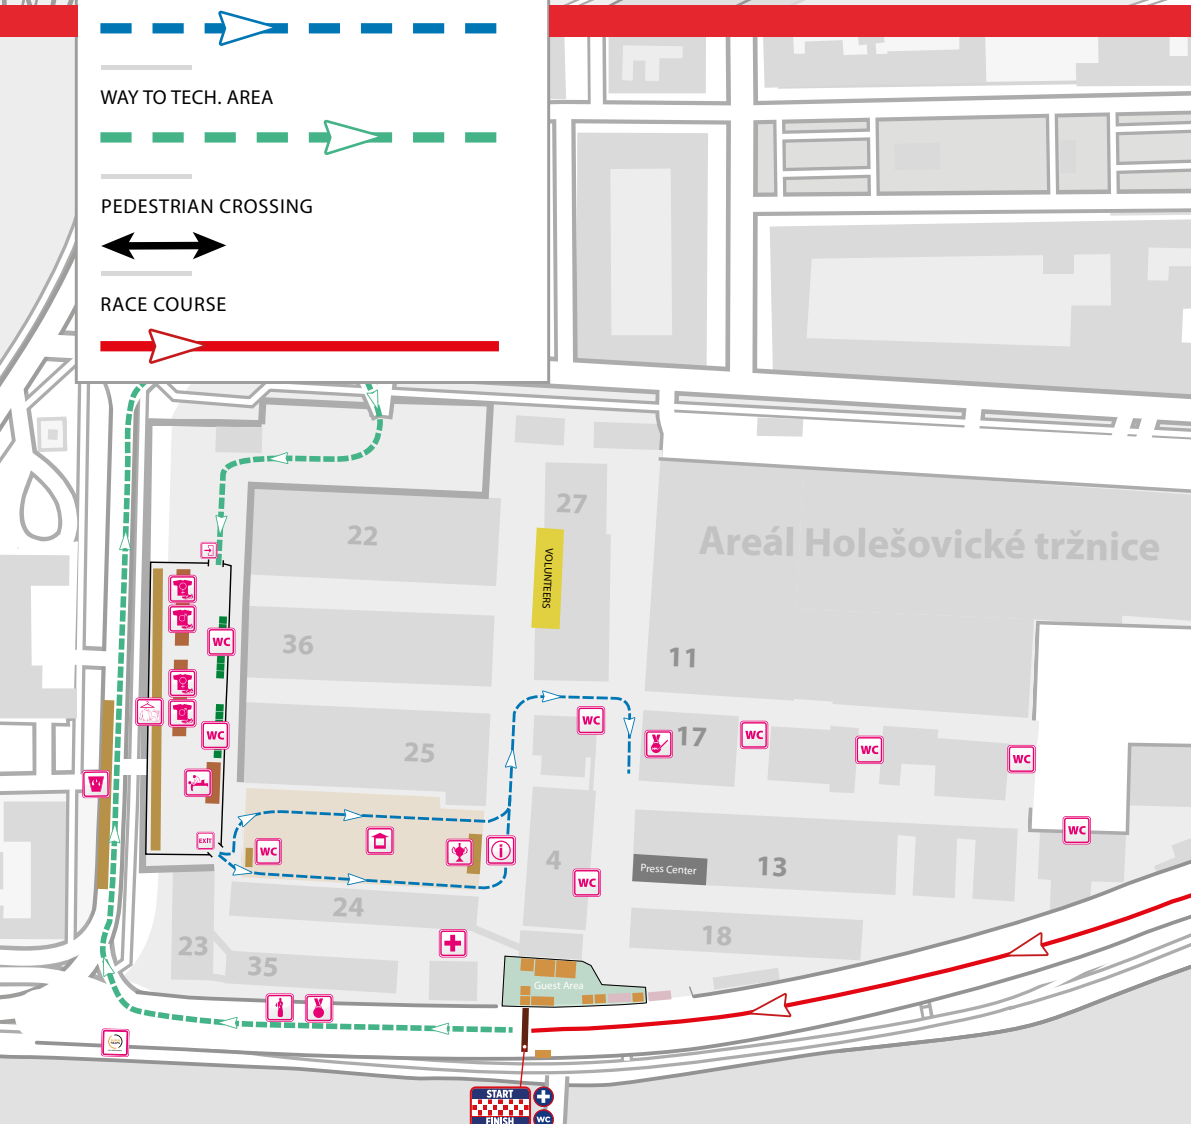 WAY TO TECH. AREA
PEDESTRIAN CROSSING
RACE COURSE
27
22
VOLUNTEERS
Areál Holešovické tržnice
36
WC
11
WC
17
WC
WC
25
WC
WC
WC
EXIT
WC
i
4
Press Center
13
WC
24
18
23
35
Guest Area
START
FINISH
WC